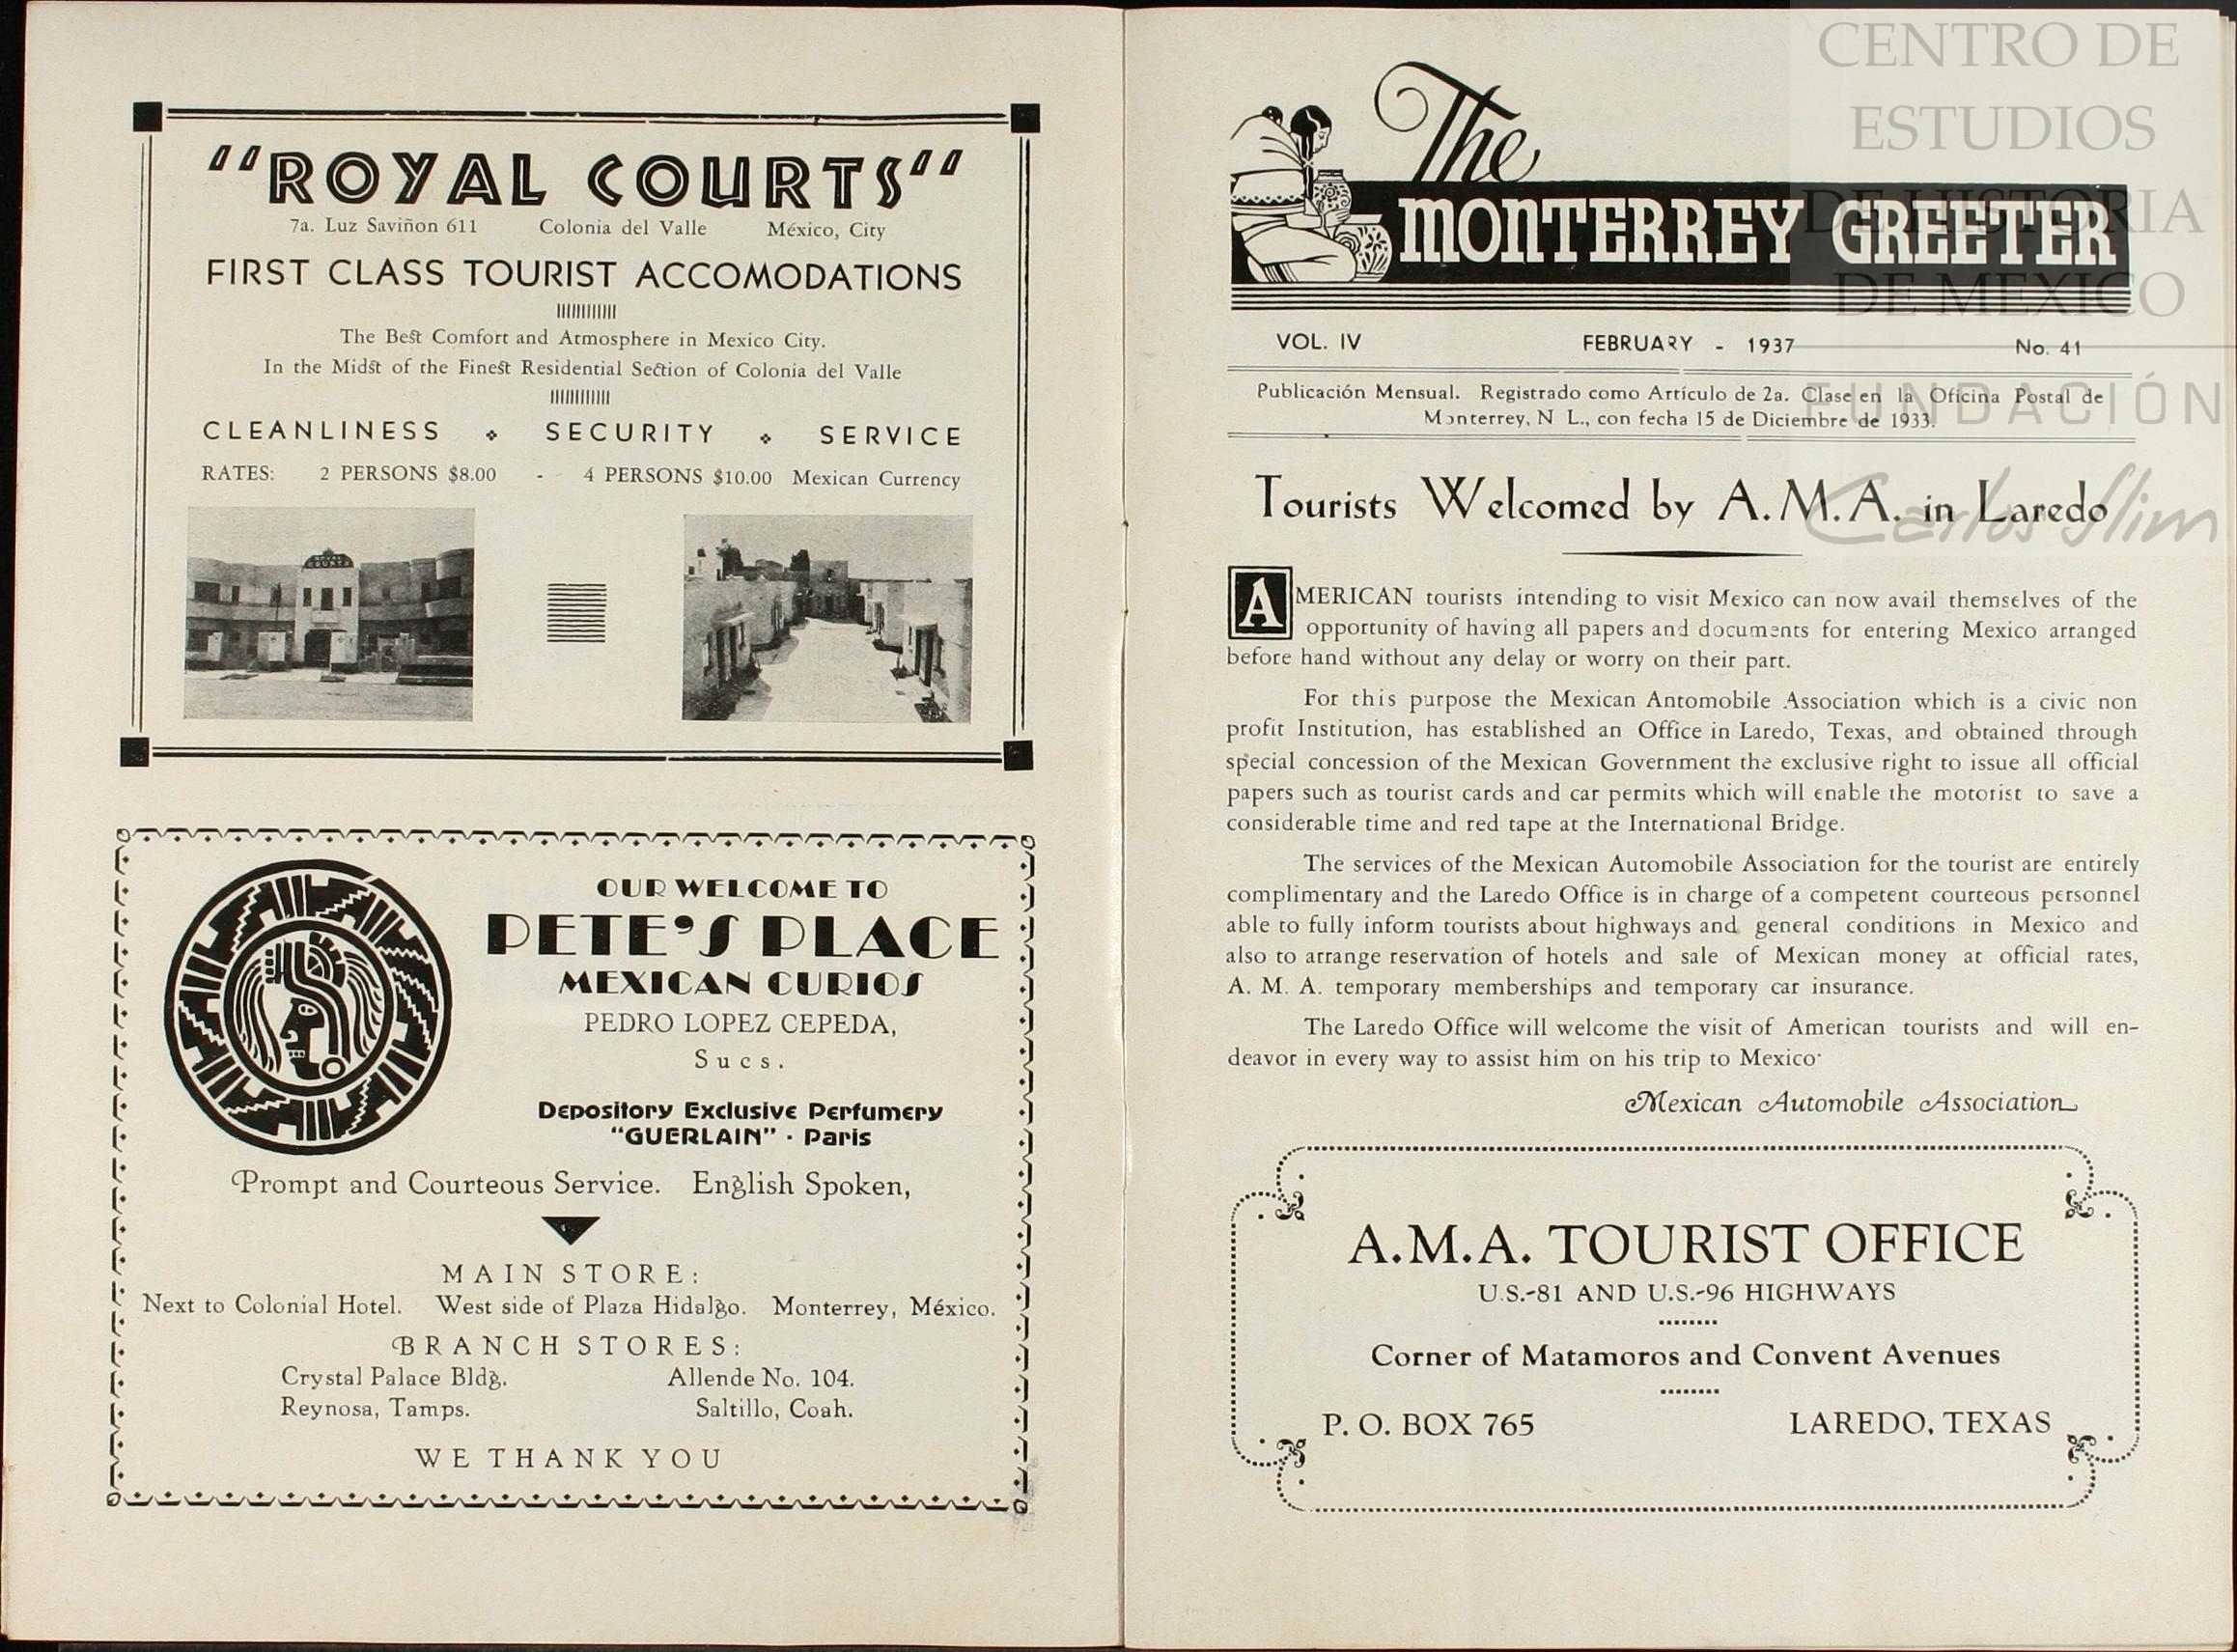 "ROYAL COURTS"
7a. Luz Saviñon 611 Colonia del Valle México, City
FIRST CLASS TOURIST ACCOMODATIONS
The Best Comfort and Atmosphere in Mexico City.
In the Midst of the Finest Residential Section of Colonia del Valle
CLEANLINESS SECURITY SERVICE
RATES: 2 PERSONS $8.00 - 4 PERSONS $10.00 Mexican Currency
ROYAL
COURTS
OUR WELCOME TO
PETE'S PLACE
MEXICAN CURIOS
PEDRO LOPEZ CEPEDA,
Sucs.
Depository Exclusive Perfumery
"GUERLAIN" · Paris
Prompt and Courteous Service. English Spoken,
MAIN STORE:
Next to Colonial Hotel. West side of Plaza Hidalgo. Monterrey, México.
BRANCH STORES:
Crystal Palace Bldg. Allende No. 104.
Reynosa, Tamps. Saltillo, Coah.
WE THANK YOU
The
MONTERREY GREETER
VOL. IV FEBRUARY - 1937 No. 41
Publicación Mensual. Registrado como Artículo de 2a. Clase en la Oficina Postal de
Monterrey, N L., con fecha 15 de Diciembre de 1933.
Tourists Welcomed by A.M.A. in Laredo
AMERICAN tourists intending to visit Mexico can now avail themselves of the
opportunity of having all papers and documents for entering Mexico arranged
before hand without any delay or worry on their part.
For this purpose the Mexican Antomobile Association which is a civic non
profit Institution, has established an Office in Laredo, Texas, and obtained through
special concession of the Mexican Government the exclusive right to issue all official
papers such as tourist cards and car permits which will enable the motorist to save a
considerable time and red tape at the International Bridge.
The services of the Mexican Automobile Association for the tourist are entirely
complimentary and the Laredo Office is in charge of a competent courteous personnel
able to fully inform tourists about highways and general conditions in Mexico and
also to arrange reservation of hotels and sale of Mexican money at official rates,
A. M. A. temporary memberships and temporary car insurance.
The Laredo Office will welcome the visit of American tourists and will en-
deavor in every way to assist him on his trip to Mexico·
Mexican Automobile Association
A.M.A. TOURIST OFFICE
U.S.-81 AND U.S.-96 HIGHWAYS
Corner of Matamoros and Convent Avenues
P. O. BOX 765 LAREDO, TEXAS
CENTRO DE
ESTUDIOS
DE HISTORIA
DE MEXICO
FUNDACIÓN
Carlos Slim